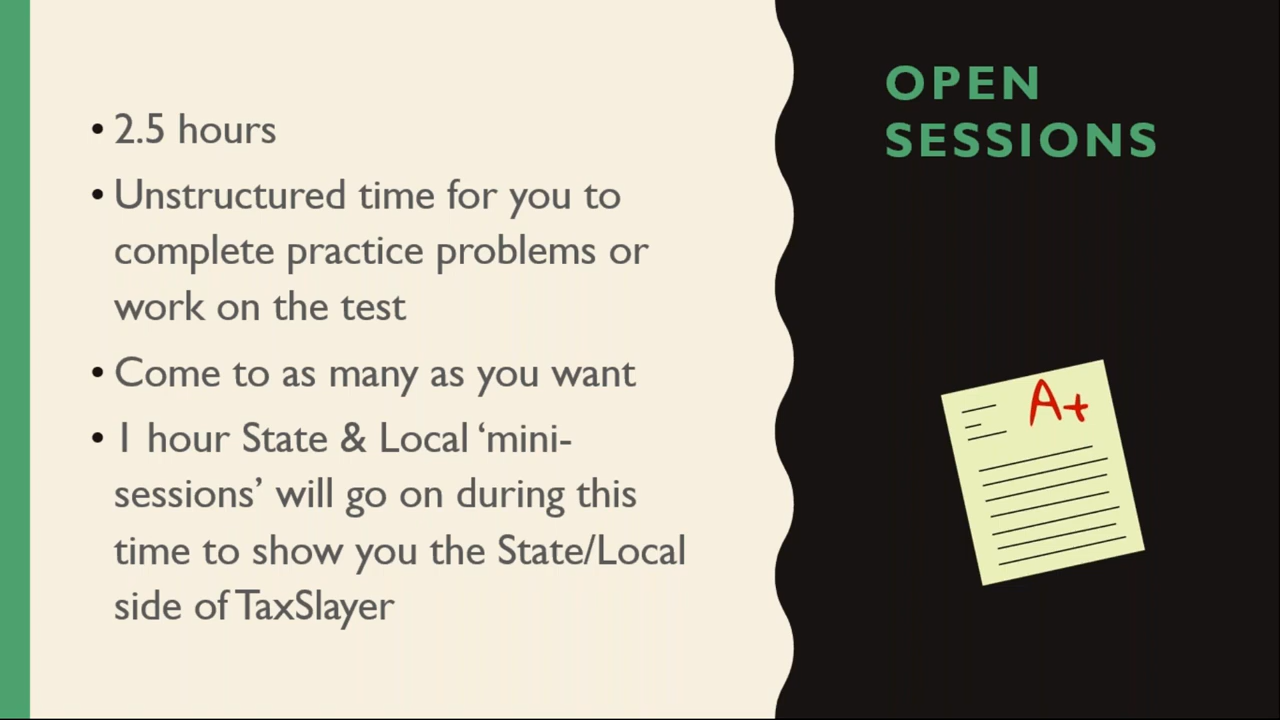 OPEN
SESSIONS
• 2.5 hours
• Unstructured time for you to
complete practice problems or
work on the test
• Come to as many as you want
• 1 hour State & Local ‘mini-
sessions’ will go on during this
time to show you the State/Local
side of TaxSlayer
A+